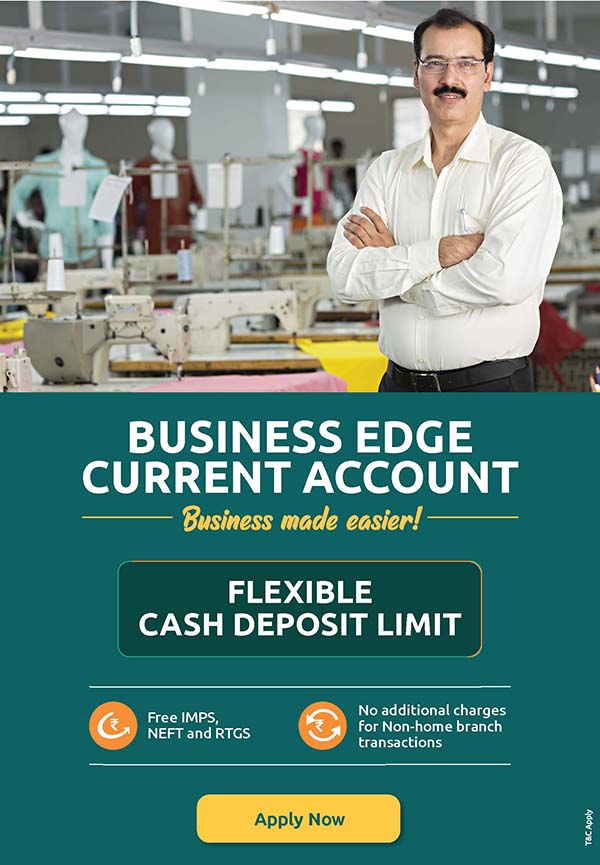 BUSINESS EDGE
CURRENT ACCOUNT
Business made easier!
FLEXIBLE
CASH DEPOSIT LIMIT
Free IMPS,
NEFT and RTGS
No additional charges
for Non-home branch
transactions
Apply Now
T&C Apply